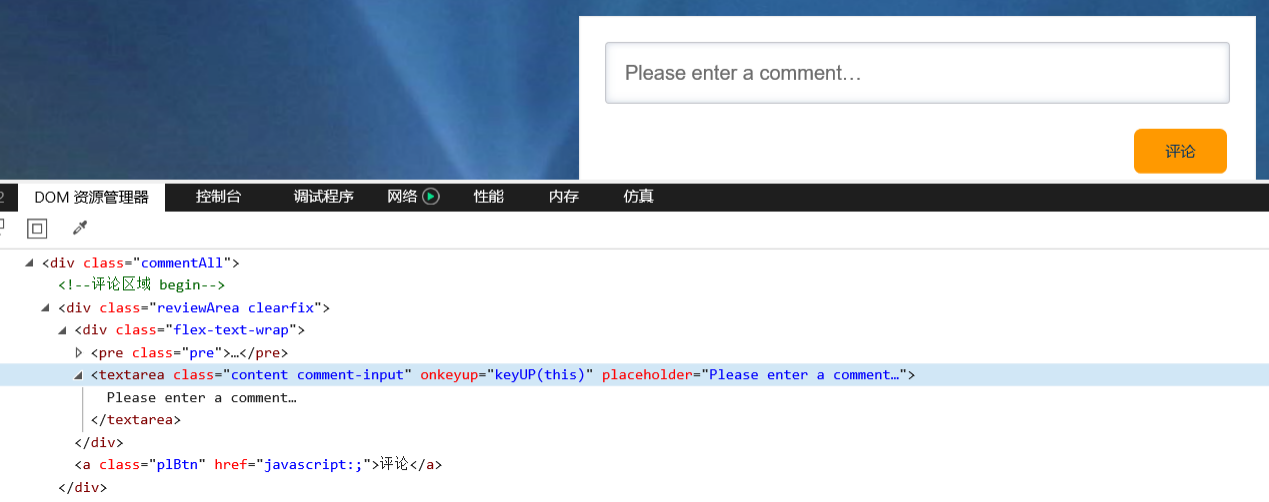 Please enter a comment…
评论
2 DOM 资源管理器 控制台 调试程序 网络 性能 内存 仿真
<div class="commentAll">
<!--评论区域 begin-->
<div class="reviewArea clearfix">
<div class="flex-text-wrap">
<pre class="pre">…</pre>
<textarea class="content comment-input" onkeyup="keyUP(this)" placeholder="Please enter a comment…">
Please enter a comment…
</textarea>
</div>
<a class="plBtn" href="javascript:;">评论</a>
</div>